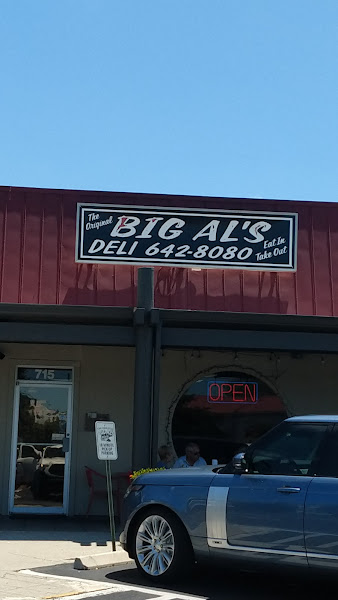 The Original
BIG AL'S
DELI 642-8080
Eat In
Take Out
715
OPEN